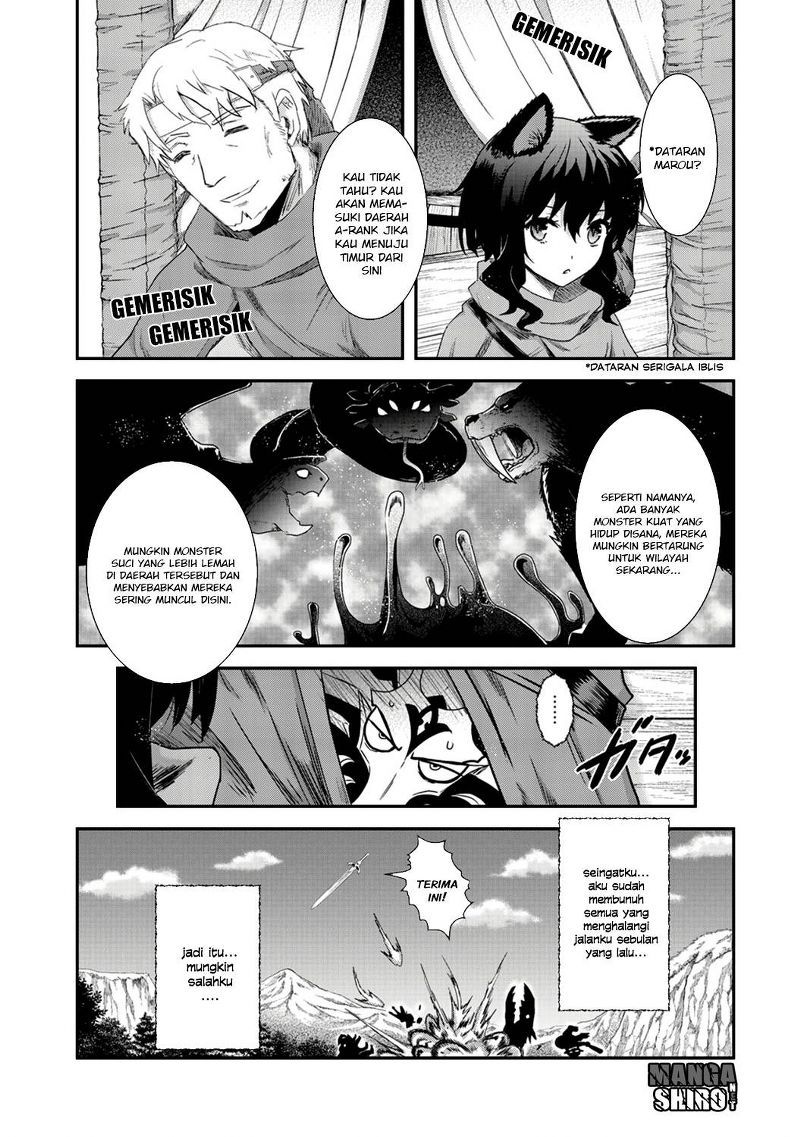 GEMERISIK
*DATARAN
MAROU?
KAU TIDAK
TAHU? KAU
AKAN MEMA-
SUKI DAERAH
A-RANK JIKA
KAU MENUJU
TIMUR DARI
SINI
GEMERISIK
GEMERISIK
*DATARAN SERIGALA IBLIS
SEPERTI NAMANYA,
ADA BANYAK
MONSTER KUAT YANG
HIDUP DISANA, MEREKA
MUNGKIN BERTARUNG
UNTUK WILAYAH
SEKARANG...
MUNGKIN MONSTER
SUCI YANG LEBIH LEMAH
DI DAERAH TERSEBUT DAN
MENYEBABKAN MEREKA
SERING MUNCUL DISINI.
......
ガタッ
seingatku...
aku sudah
membunuh
semua yang
menghalangi
jalanku sebulan
yang lalu...
TERIMA
INI!
jadi itu...
mungkin
salahku
....
MANGA
SHIRO
NET